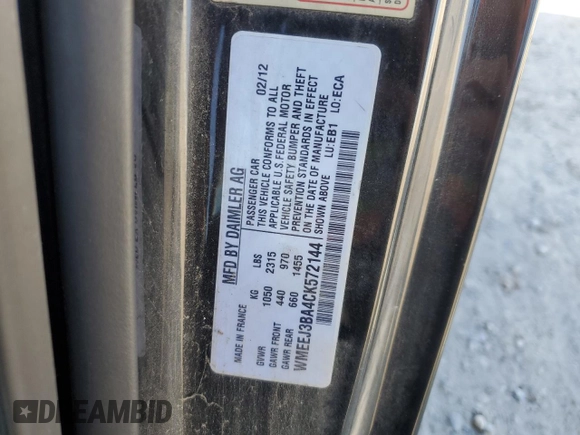 MFD BY DAIMLER AG
PASSENGER CAR 02/12
THIS VEHICLE CONFORMS TO ALL
APPLICABLE U.S. FEDERAL MOTOR
VEHICLE SAFETY BUMPER AND THEFT
PREVENTION STANDARDS IN EFFECT
ON THE DATE OF MANUFACTURE
SHOWN ABOVE LU:EB1 LO:ECA
MADE IN FRANCE
KG LBS
GVWR 1050 2315
GAWR FRONT 440 970
GAWR REAR 660 1455
WMEEJ3BA4CK572144
DREAMBID